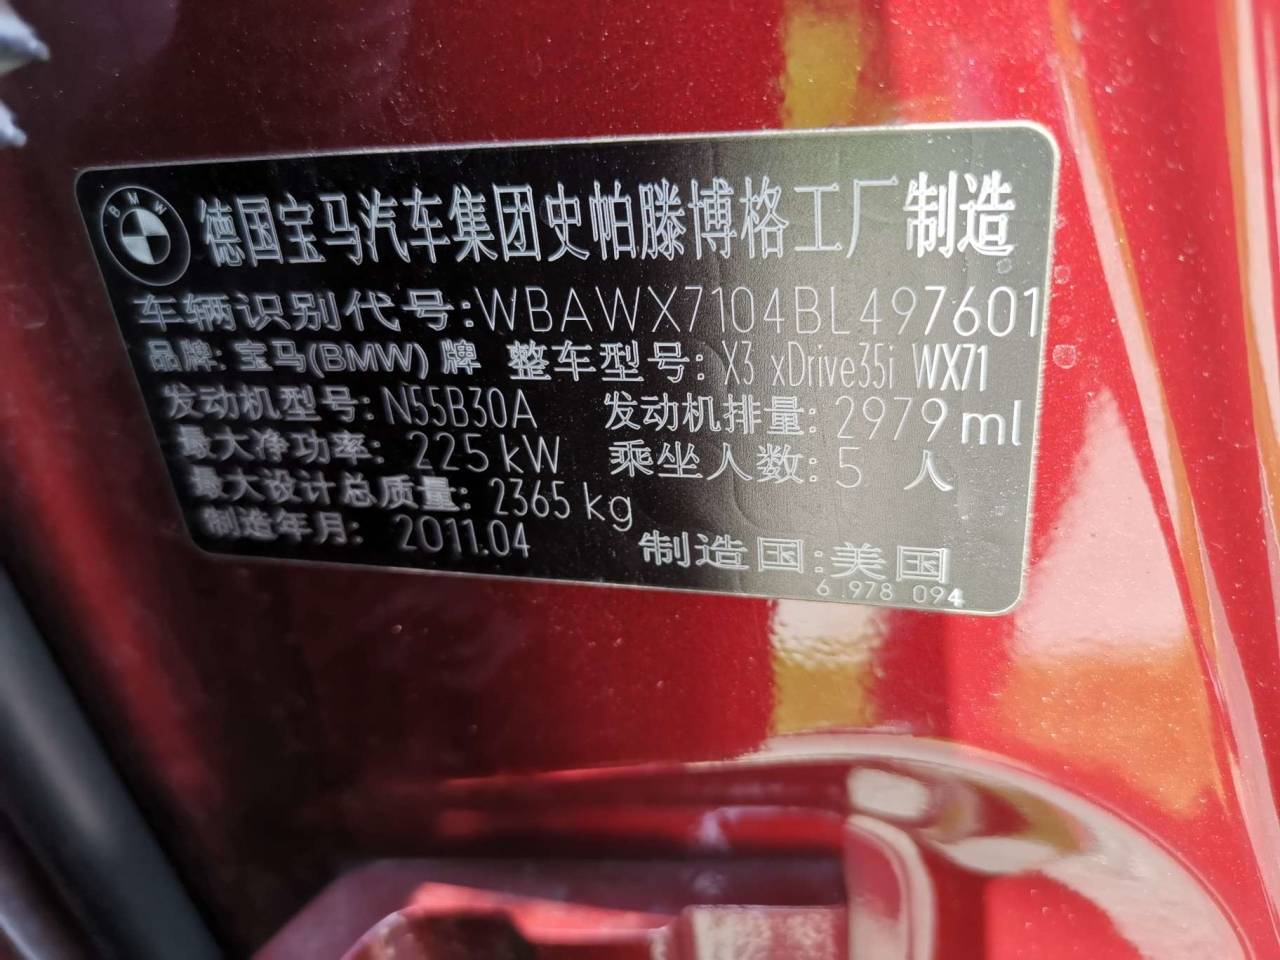 BMW
德国宝马汽车集团史帕滕博格工厂制造
车辆识别代号:WBAWX7104BL497601
品牌: 宝马(BMW) 牌 整车型号: X3 xDrive35i WX71
发动机型号: N55B30A 发动机排量: 2979 ml
最大净功率: 225 kW 乘坐人数: 5 人
最大设计总质量: 2365 kg
制造年月: 2011.04 制造国:美国
6 978 094